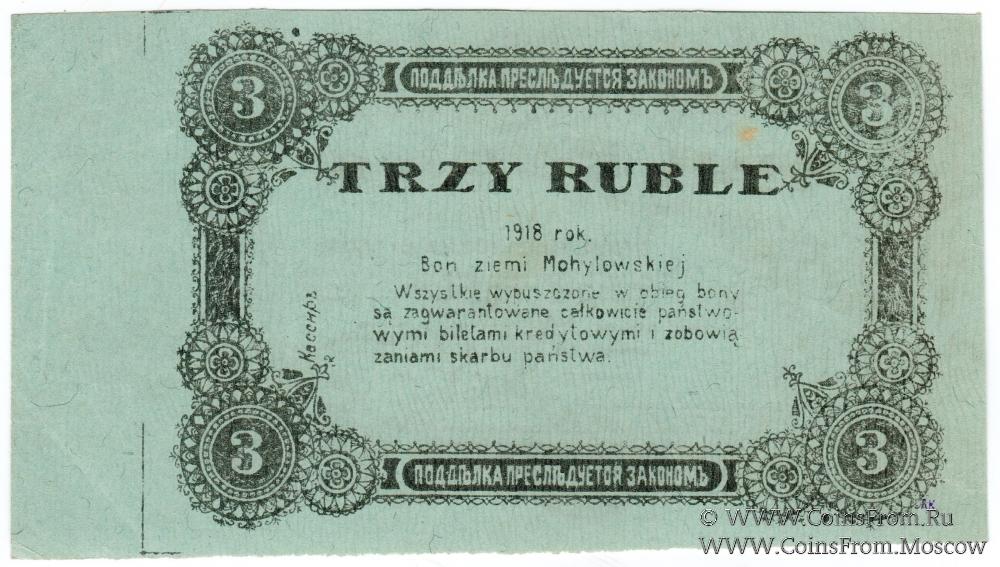 3
ПОДДѢЛКА ПРЕСЛѢДУЕТСЯ ЗАКОНОМЪ
3
TRZY RUBLE
1918 rok.
Bon ziemi Mohylowskiej
Wszystkie wypuszczone w obieg bony
są zagwarantowane całkowicie państwo-
wymi biletami kredytowymi i zobowią
zaniami skarbu państwa.
Кассиръ
3
ПОДДѢЛКА ПРЕСЛѢДУЕТСЯ ЗАКОНОМЪ
3
АК
© WWW.CoinsFrom.Ru
WWW.CoinsFrom.Moscow